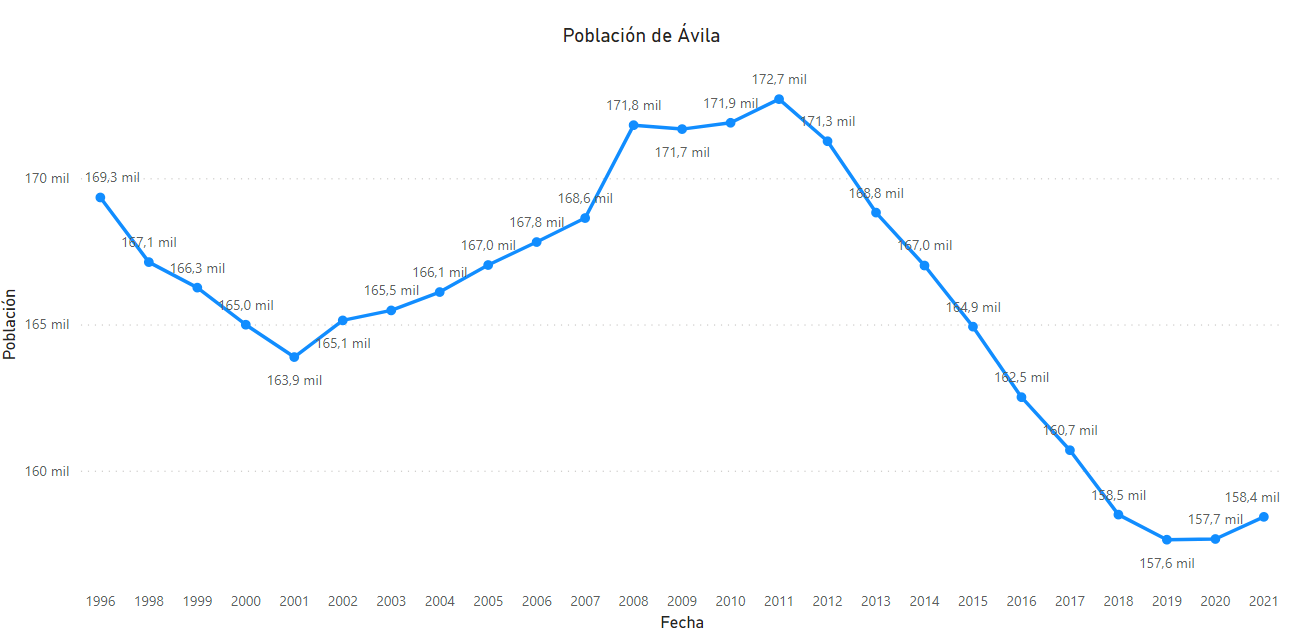 Población de Ávila
172,7 mil
171,8 mil
171,9 mil
171,3 mil
171,7 mil
170 mil
169,3 mil
168,8 mil
168,6 mil
167,8 mil
167,1 mil
167,0 mil
167,0 mil
166,3 mil
166,1 mil
165,5 mil
165,0 mil
164,9 mil
165 mil
165,1 mil
163,9 mil
162,5 mil
160,7 mil
160 mil
158,5 mil
158,4 mil
157,7 mil
157,6 mil
Población
1996 1998 1999 2000 2001 2002 2003 2004 2005 2006 2007 2008 2009 2010 2011 2012 2013 2014 2015 2016 2017 2018 2019 2020 2021
Fecha